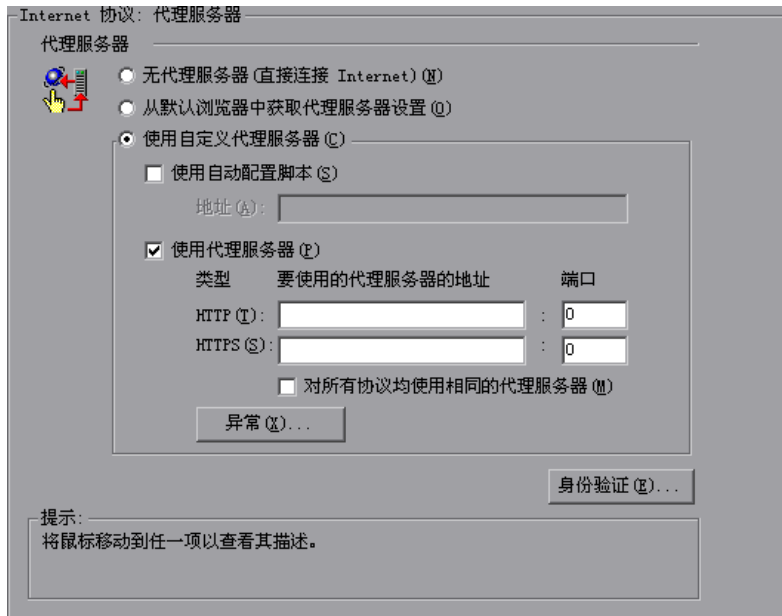 Internet 协议: 代理服务器
代理服务器
无代理服务器(直接连接 Internet)(N)
从默认浏览器中获取代理服务器设置(O)
使用自定义代理服务器(C)
使用自动配置脚本(S)
地址(A):
使用代理服务器(P)
类型 要使用的代理服务器的地址 端口
HTTP(T): : 0
HTTPS(S): : 0
对所有协议均使用相同的代理服务器(M)
异常(X)...
身份验证(E)...
提示:
将鼠标移动到任一项以查看其描述。